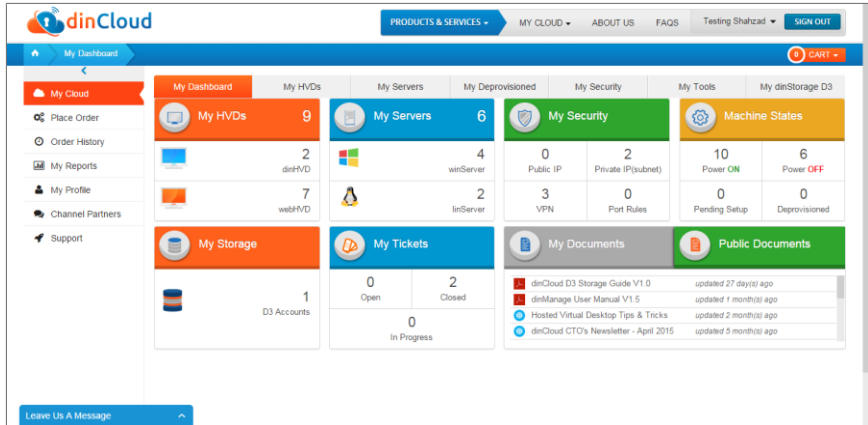 dinCloud
PRODUCTS & SERVICES
MY CLOUD
ABOUT US
FAQS
Testing Shahzad
SIGN OUT
My Dashboard
0 CART
My Cloud
Place Order
Order History
My Reports
My Profile
Channel Partners
Support
My Dashboard
My HVDs
My Servers
My Deprovisioned
My Security
My Tools
My dinStorage D3
My HVDs 9
2
dinHVD
7
webHVD
My Servers 6
4
winServer
2
linServer
My Security
0
Public IP
2
Private IP(subnet)
3
VPN
0
Port Rules
Machine States
10
Power ON
6
Power OFF
0
Pending Setup
0
Deprovisioned
My Storage
1
D3 Accounts
My Tickets
0
Open
2
Closed
0
In Progress
My Documents
Public Documents
dinCloud D3 Storage Guide V1.0 updated 27 day(s) ago
dinManage User Manual V1.5 updated 1 month(s) ago
Hosted Virtual Desktop Tips & Tricks updated 2 month(s) ago
dinCloud CTO's Newsletter - April 2015 updated 5 month(s) ago
Leave Us A Message